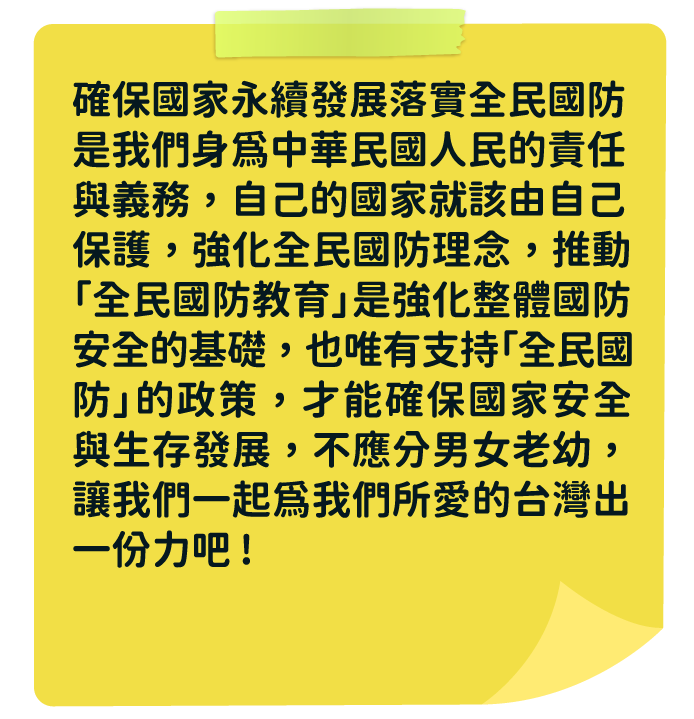 確保國家永續發展落實全民國防
是我們身爲中華民國人民的責任
與義務，自己的國家就該由自己
保護，強化全民國防理念，推動
「全民國防教育」是強化整體國防
安全的基礎，也唯有支持「全民國
防」的政策，才能確保國家安全
與生存發展，不應分男女老幼，
讓我們一起爲我們所愛的台灣出
一份力吧！